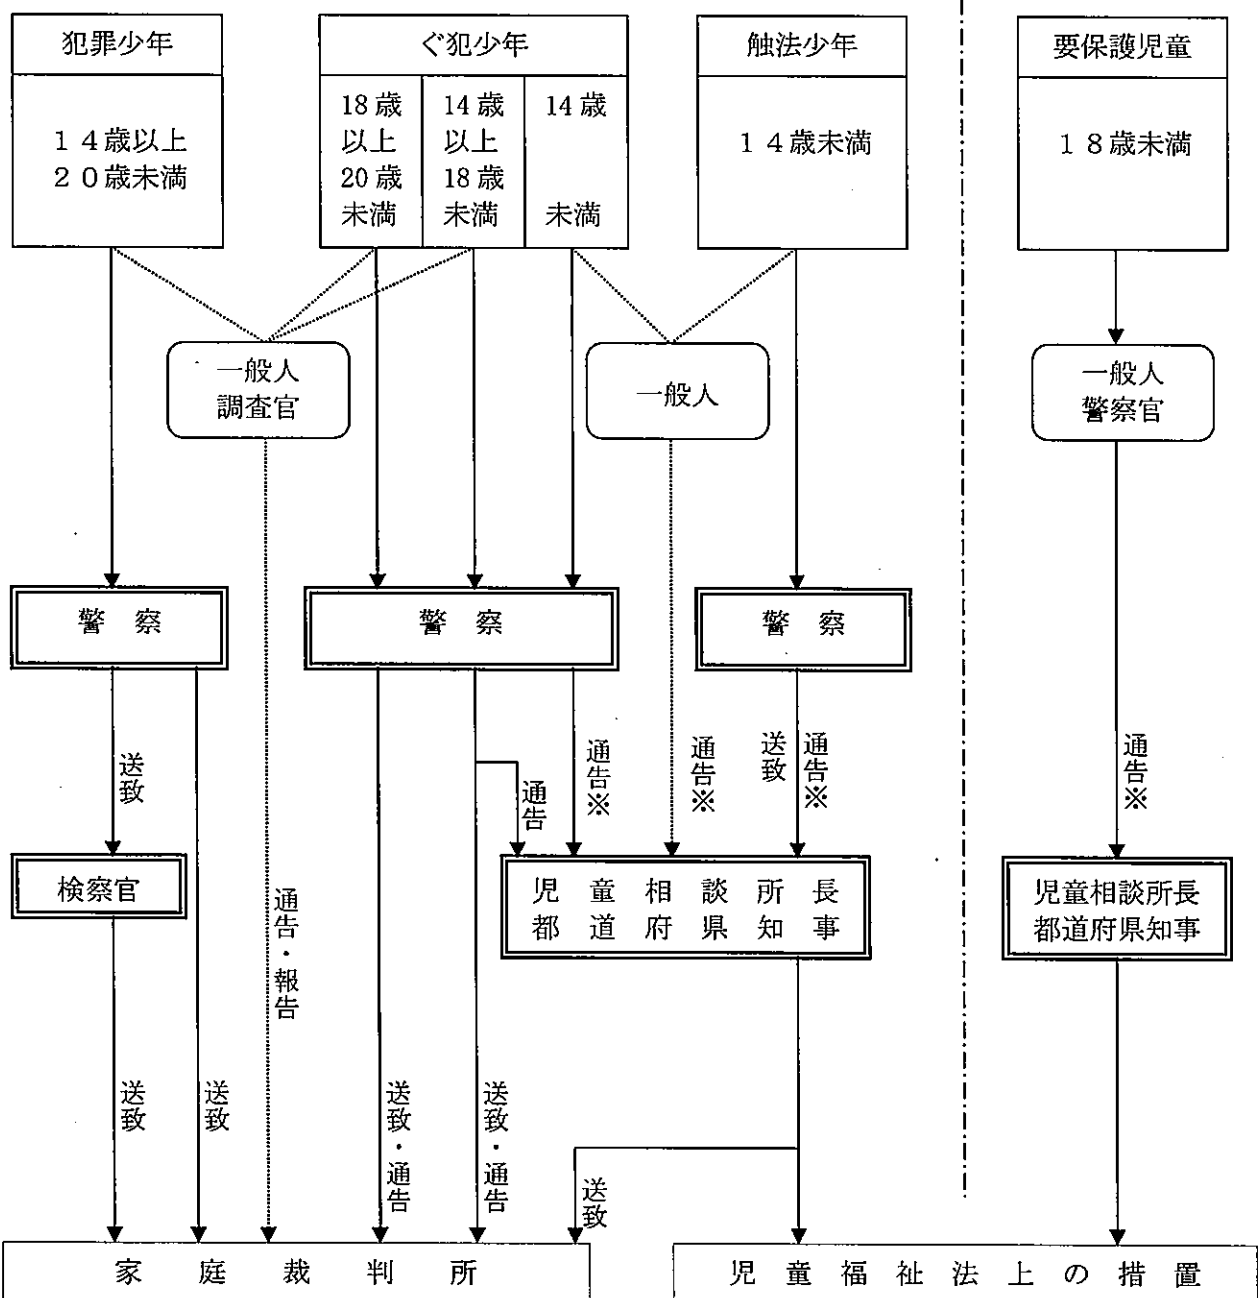 犯罪少年
１４歳以上
２０歳未満
ぐ犯少年
18歳
以上
20歳
未満
14歳
以上
18歳
未満
14歳
未満
触法少年
１４歳未満
要保護児童
１８歳未満
一般人
調査官
一般人
一般人
警察官
警察
警察
警察
送致
通告
通告※
通告※
送致
通告※
通告※
検察官
児童相談所長
都道府県知事
児童相談所長
都道府県知事
通告・報告
送致
送致
送致・通告
送致・通告
送致
家庭裁判所
児童福祉法上の措置